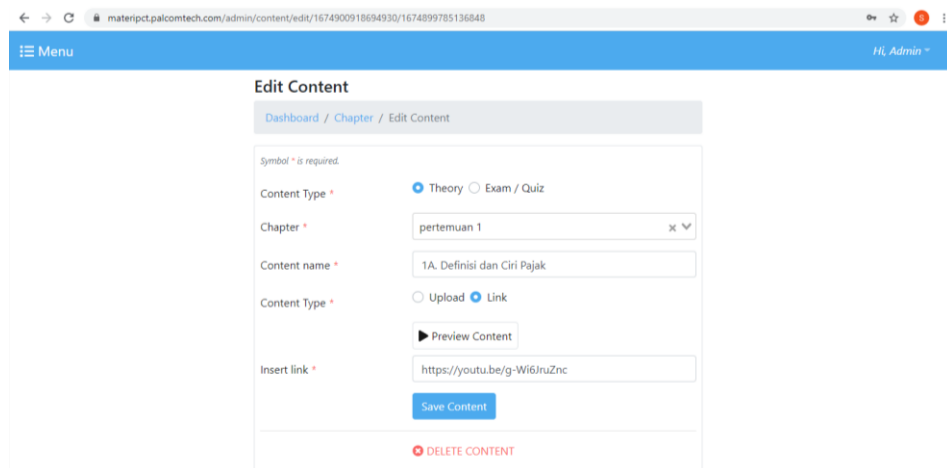 materipct.palcomtech.com/admin/content/edit/1674900918694930/1674899785136848
S
Menu
Hi, Admin
Edit Content
Dashboard / Chapter / Edit Content
Symbol * is required.
Content Type * Theory Exam / Quiz
Chapter * pertemuan 1
Content name * 1A. Definisi dan Ciri Pajak
Content Type * Upload Link
Preview Content
Insert link * https://youtu.be/g-Wi6JruZnc
Save Content
DELETE CONTENT